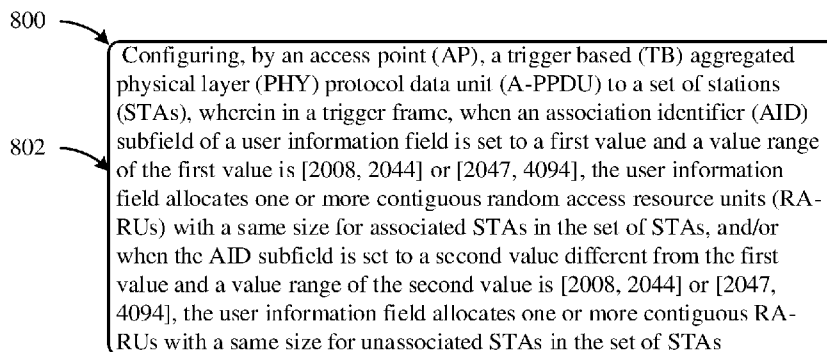 800
Configuring, by an access point (AP), a trigger based (TB) aggregated
physical layer (PHY) protocol data unit (A-PPDU) to a set of stations
(STAs), wherein in a trigger frame, when an association identifier (AID)
subfield of a user information field is set to a first value and a value range
802
of the first value is [2008, 2044] or [2047, 4094], the user information
field allocates one or more contiguous random access resource units (RA-
RUs) with a same size for associated STAs in the set of STAs, and/or
when the AID subfield is set to a second value different from the first
value and a value range of the second value is [2008, 2044] or [2047,
4094], the user information field allocates one or more contiguous RA-
RUs with a same size for unassociated STAs in the set of STAs